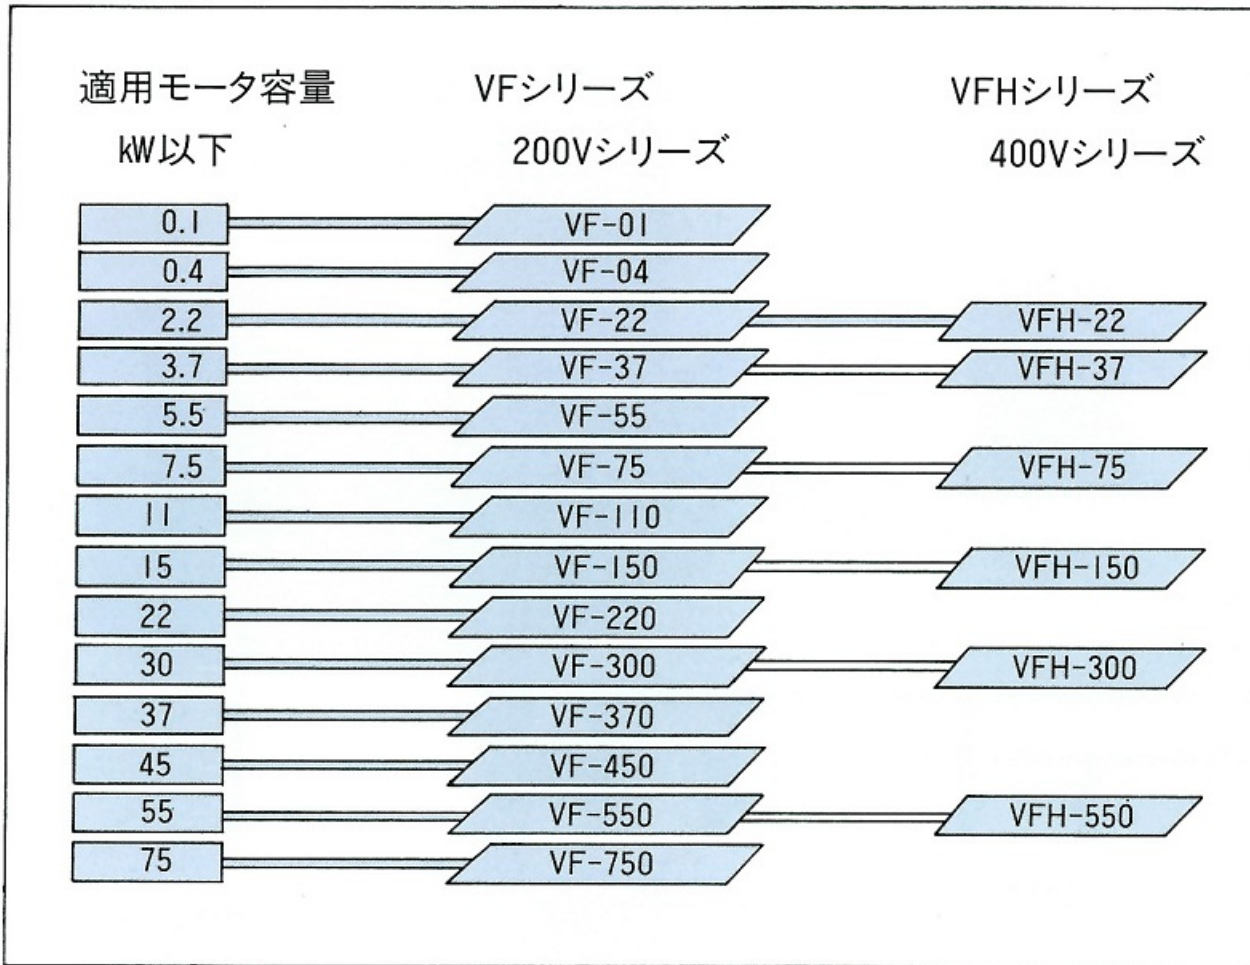 適用モータ容量 VFシリーズ VFHシリーズ
kW以下 200Vシリーズ 400Vシリーズ
0.1 VF-01
0.4 VF-04
2.2 VF-22 VFH-22
3.7 VF-37 VFH-37
5.5 VF-55
7.5 VF-75 VFH-75
11 VF-110
15 VF-150 VFH-150
22 VF-220
30 VF-300 VFH-300
37 VF-370
45 VF-450
55 VF-550 VFH-550
75 VF-750